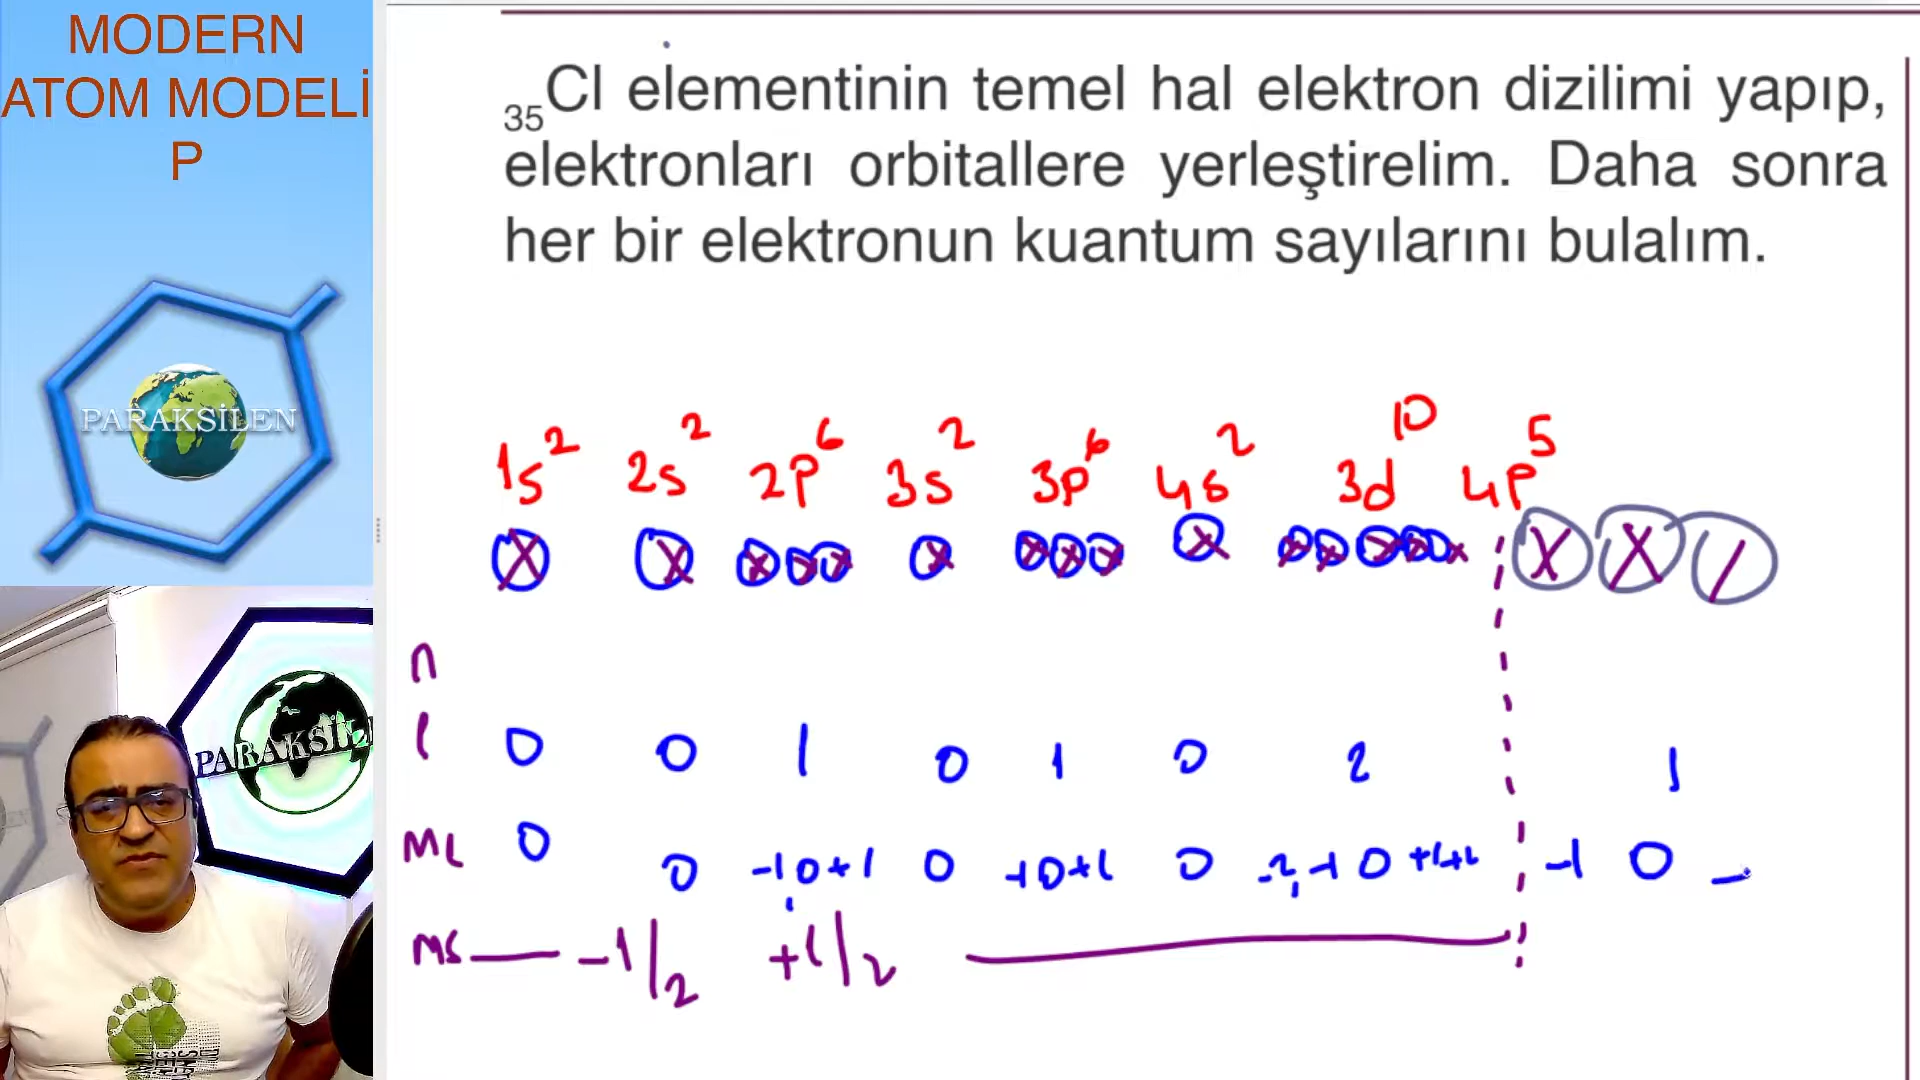 MODERN
ATOM MODELİ
P
PARAKSİLEN
35Cl elementinin temel hal elektron dizilimi yapıp,
elektronları orbitallere yerleştirelim. Daha sonra
her bir elektronun kuantum sayılarını bulalım.
1s² 2s² 2p⁶ 3s² 3p⁶ 4s² 3d¹⁰ 4p⁵
n
l 0 0 1 0 1 0 2 1
ml 0 0 -1 0 +1 0 -1 0 +1 0 -2, -1 0 +1 +2 -1 0
ms -1/2 +1/2